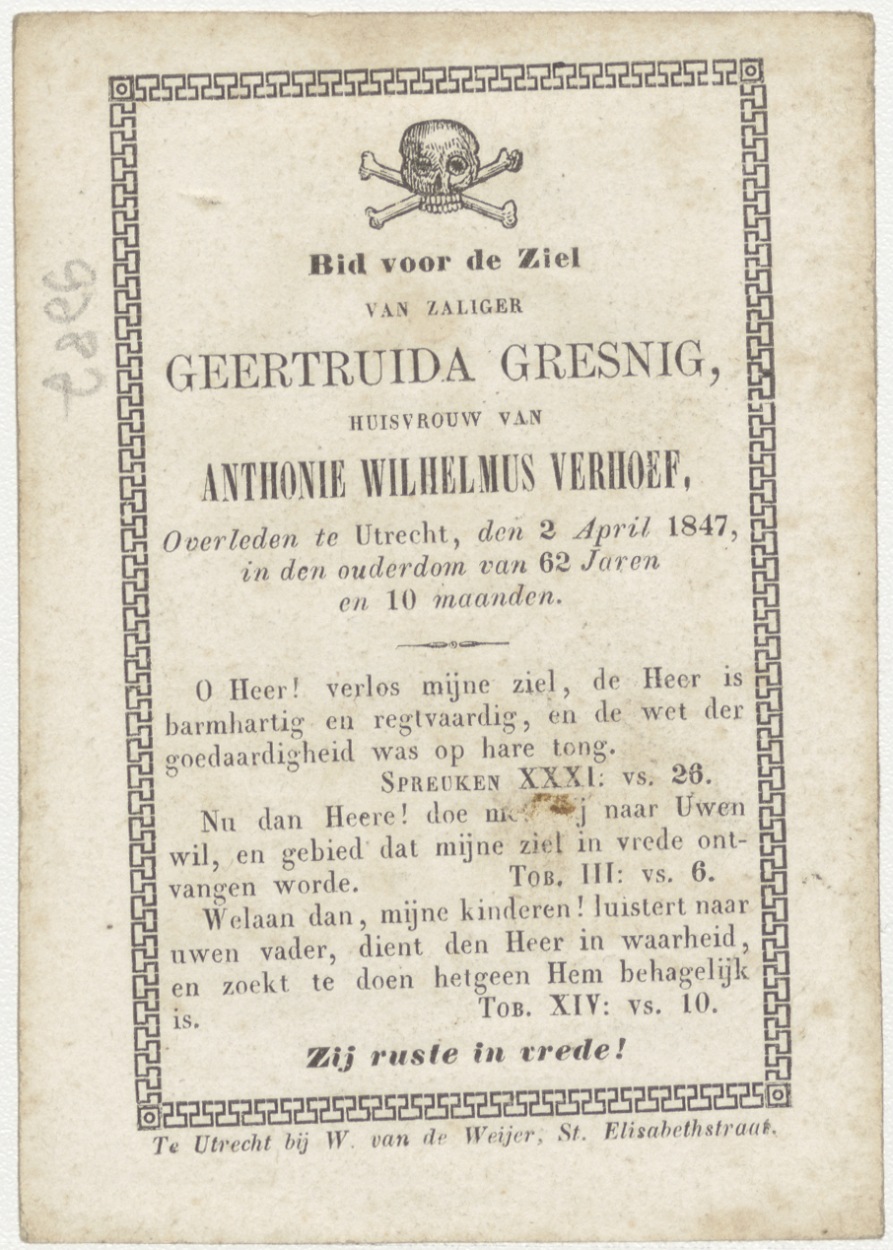 Bid voor de Ziel
VAN ZALIGER
GEERTRUIDA GRESNIG,
HUISVROUW VAN
ANTHONIE WILHELMUS VERHOEF,
Overleden te Utrecht, den 2 April 1847,
in den ouderdom van 62 Jaren
en 10 maanden.
O Heer! verlos mijne ziel, de Heer is
barmhartig en regtvaardig, en de wet der
goedaardigheid was op hare tong.
SPREUKEN XXXI: vs. 26.
Nu dan Heere! doe naar Uwen
wil, en gebied dat mijne ziel in vrede ont-
vangen worde. TOB. III: vs. 6.
Welaan dan, mijne kinderen! luistert naar
uwen vader, dient den Heer in waarheid,
en zoekt te doen hetgeen Hem behagelijk
is. TOB. XIV: vs. 10.
Zij ruste in vrede!
Te Utrecht bij W. van de Weijer, St. Elisabethstraat.